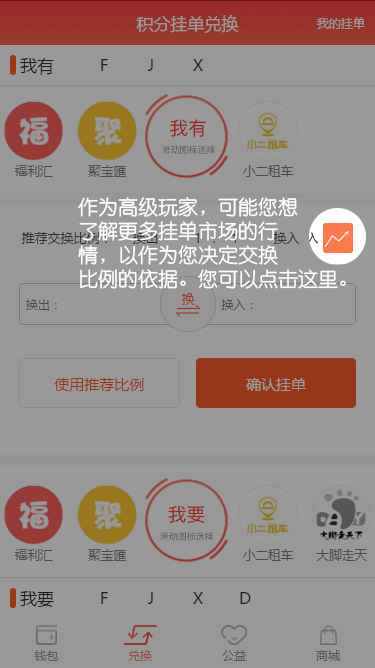 积分挂单兑换 我的挂单
我有 F J X
福 聚 我有 小二租车
滑动图标选择
福利汇 聚宝匯 小二租车
作为高级玩家，可能您想
了解更多挂单市场的行
情，以作为您决定交换
比例的依据。您可以点击这里。
推荐交换比例： 换出 1 : 1 换入
换出： 换 换入：
使用推荐比例 确认挂单
福 聚 我要 小二租车
滑动图标选择 大脚走天下
福利汇 聚宝匯 小二租车 大脚走天
我要 F J X D
钱包 兑换 公益 商城